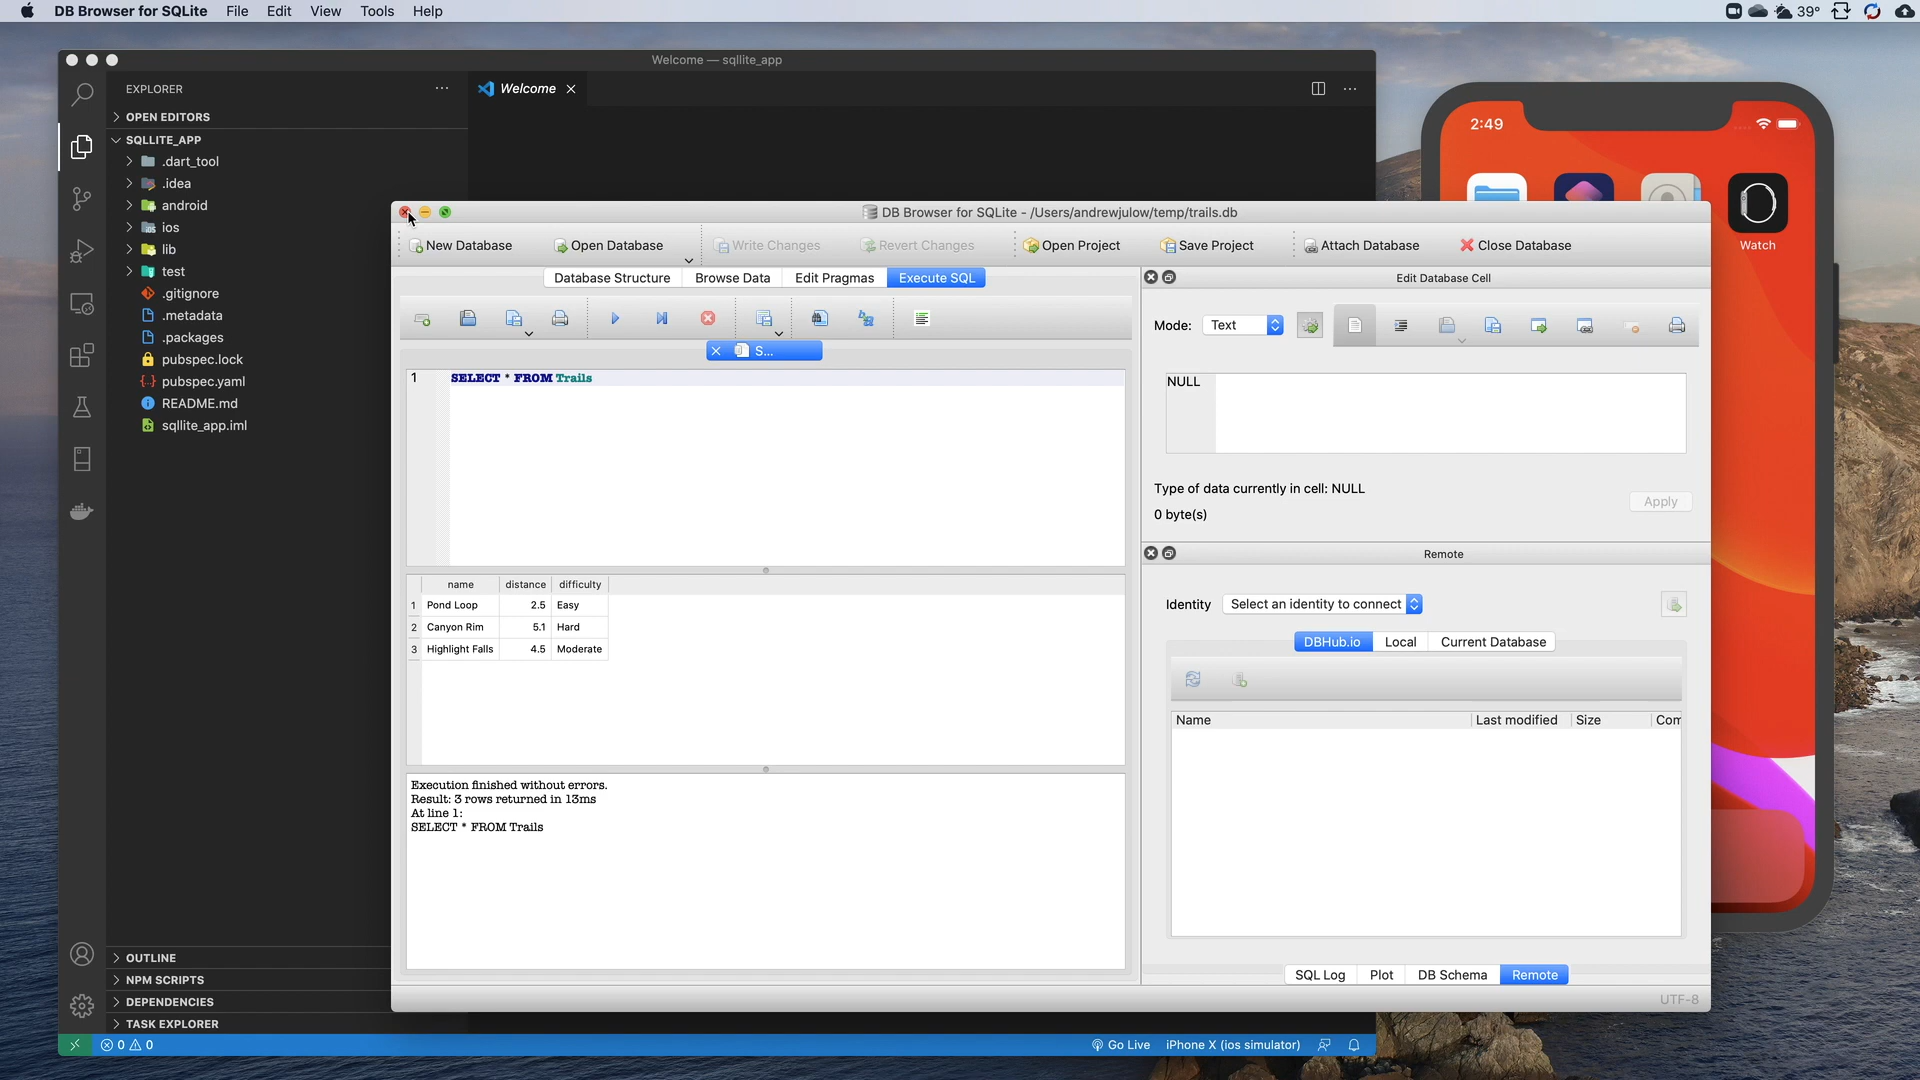 DB Browser for SQLite File Edit View Tools Help
39°
Welcome — sqllite_app
EXPLORER
Welcome
OPEN EDITORS
SQLLITE_APP
.dart_tool
.idea
android
ios
lib
test
.gitignore
.metadata
.packages
pubspec.lock
pubspec.yaml
README.md
sqllite_app.iml
OUTLINE
NPM SCRIPTS
DEPENDENCIES
TASK EXPLORER
0 0
Go Live iPhone X (ios simulator)
2:49
Watch
DB Browser for SQLite - /Users/andrewjulow/temp/trails.db
New Database Open Database Write Changes Revert Changes Open Project Save Project Attach Database Close Database
Database Structure Browse Data Edit Pragmas Execute SQL
S...
1 SELECT * FROM Trails
name distance difficulty
1 Pond Loop 2.5 Easy
2 Canyon Rim 5.1 Hard
3 Highlight Falls 4.5 Moderate
Execution finished without errors.
Result: 3 rows returned in 13ms
At line 1:
SELECT * FROM Trails
Edit Database Cell
Mode: Text
NULL
Type of data currently in cell: NULL
0 byte(s)
Apply
Remote
Identity Select an identity to connect
DBHub.io Local Current Database
Name Last modified Size Com
SQL Log Plot DB Schema Remote
UTF-8